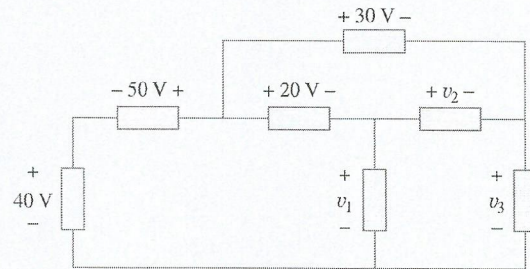 + 30 V –
– 50 V +
+ 20 V –
+ v₂ –
+
40 V
–
+
v₁
–
+
v₃
–